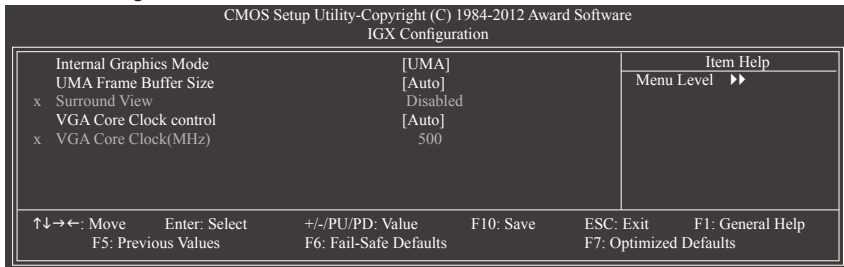 CMOS Setup Utility-Copyright (C) 1984-2012 Award Software
IGX Configuration
Internal Graphics Mode [UMA]
UMA Frame Buffer Size [Auto]
x Surround View Disabled
VGA Core Clock control [Auto]
x VGA Core Clock(MHz) 500
Item Help
Menu Level ▶▶
↑↓→←: Move Enter: Select +/-/PU/PD: Value F10: Save ESC: Exit F1: General Help
F5: Previous Values F6: Fail-Safe Defaults F7: Optimized Defaults